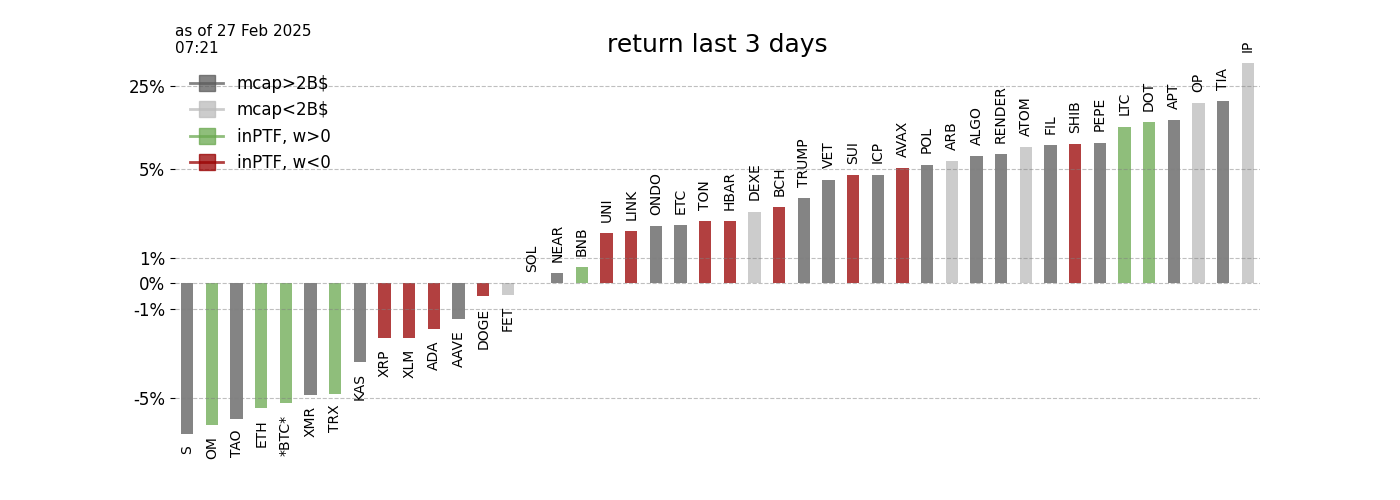 as of 27 Feb 2025
07:21
return last 3 days
mcap>2B$
mcap<2B$
inPTF, w>0
inPTF, w<0
25%
5%
1%
0%
-1%
-5%
S
OM
TAO
ETH
*BTC*
XMR
TRX
KAS
XRP
XLM
ADA
AAVE
DOGE
FET
SOL
NEAR
BNB
UNI
LINK
ONDO
ETC
TON
HBAR
DEXE
BCH
TRUMP
VET
SUI
ICP
AVAX
POL
ARB
ALGO
RENDER
ATOM
FIL
SHIB
PEPE
LTC
DOT
APT
OP
TIA
IP